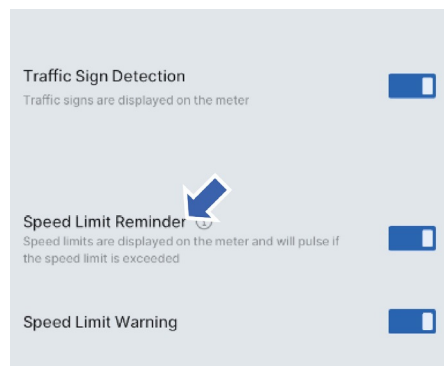 Traffic Sign Detection
Traffic signs are displayed on the meter
Speed Limit Reminder
Speed limits are displayed on the meter and will pulse if
the speed limit is exceeded
Speed Limit Warning